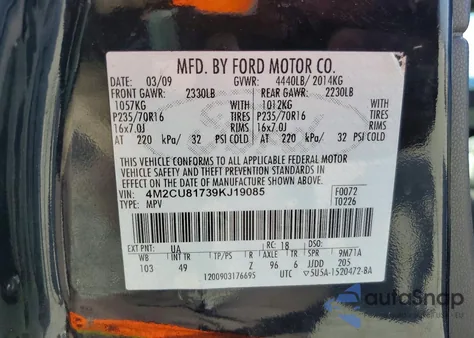 MFD. BY FORD MOTOR CO.
DATE: 03/09 GVWR: 4440LB/ 2014KG
FRONT GAWR: 2330LB REAR GAWR: 2230LB
1057KG WITH 1012KG WITH
P235/70R16 TIRES P235/70R16 TIRES
16x7.0J RIMS 16x7.0J RIMS
AT 220 kPa/ 32 PSI COLD AT 220 kPa/ 32 PSI COLD
THIS VEHICLE CONFORMS TO ALL APPLICABLE FEDERAL MOTOR
VEHICLE SAFETY AND THEFT PREVENTION STANDARDS IN
EFFECT ON THE DATE OF MANUFACTURE SHOWN ABOVE.
VIN: 4M2CU81739KJ19085 F0072
TYPE: MPV T0226
EXT PNT: UA RC: 18 DSO:
WB INT TR TP/PS R AXLE TR SPR 9M71A
103 49 Z 96 6 JJDD 205
1200903176695 UTC ▽5U5A-1520472-BA
autoSnap